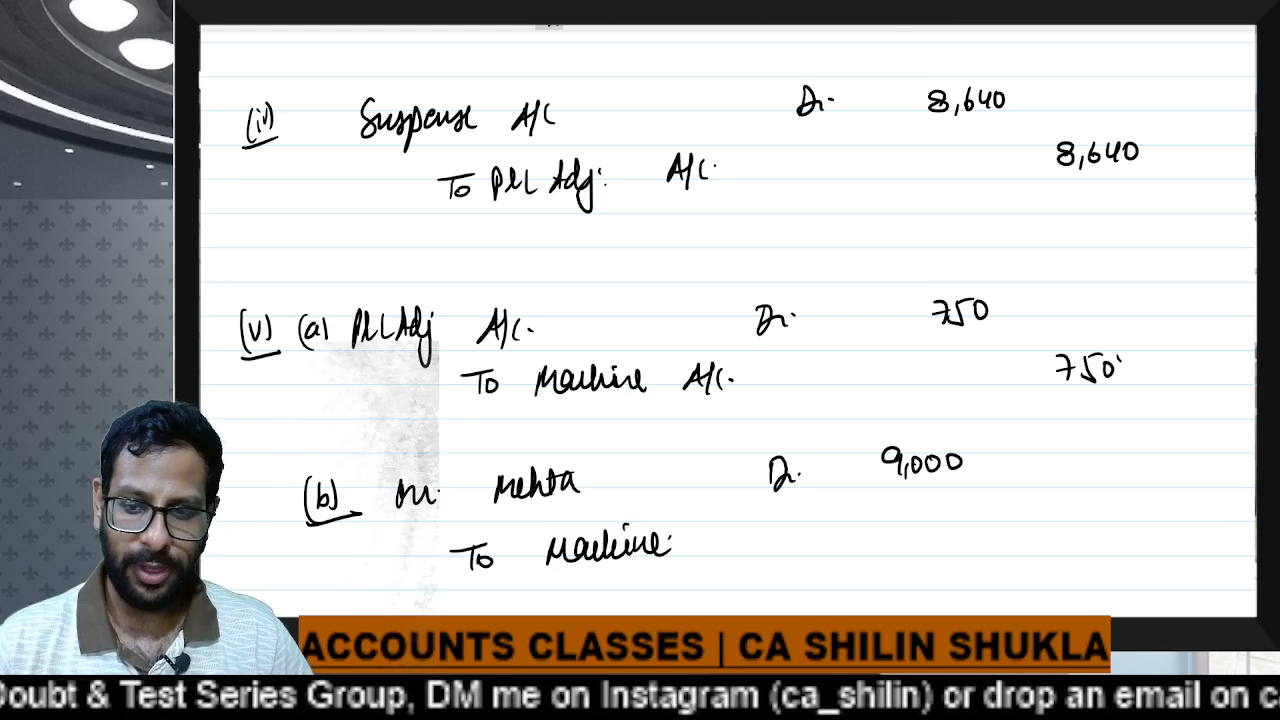 (iv) Suspense A/c Dr. 8,640
To P&L Adj. A/c. 8,640
(v) (a) P&L Adj A/c. Dr. 750
To Machine A/c. 750
(b) Mr. Mehta Dr. 9,000
To Machine.
ACCOUNTS CLASSES | CA SHILIN SHUKLA
Doubt & Test Series Group, DM me on Instagram (ca_shilin) or drop an email on c